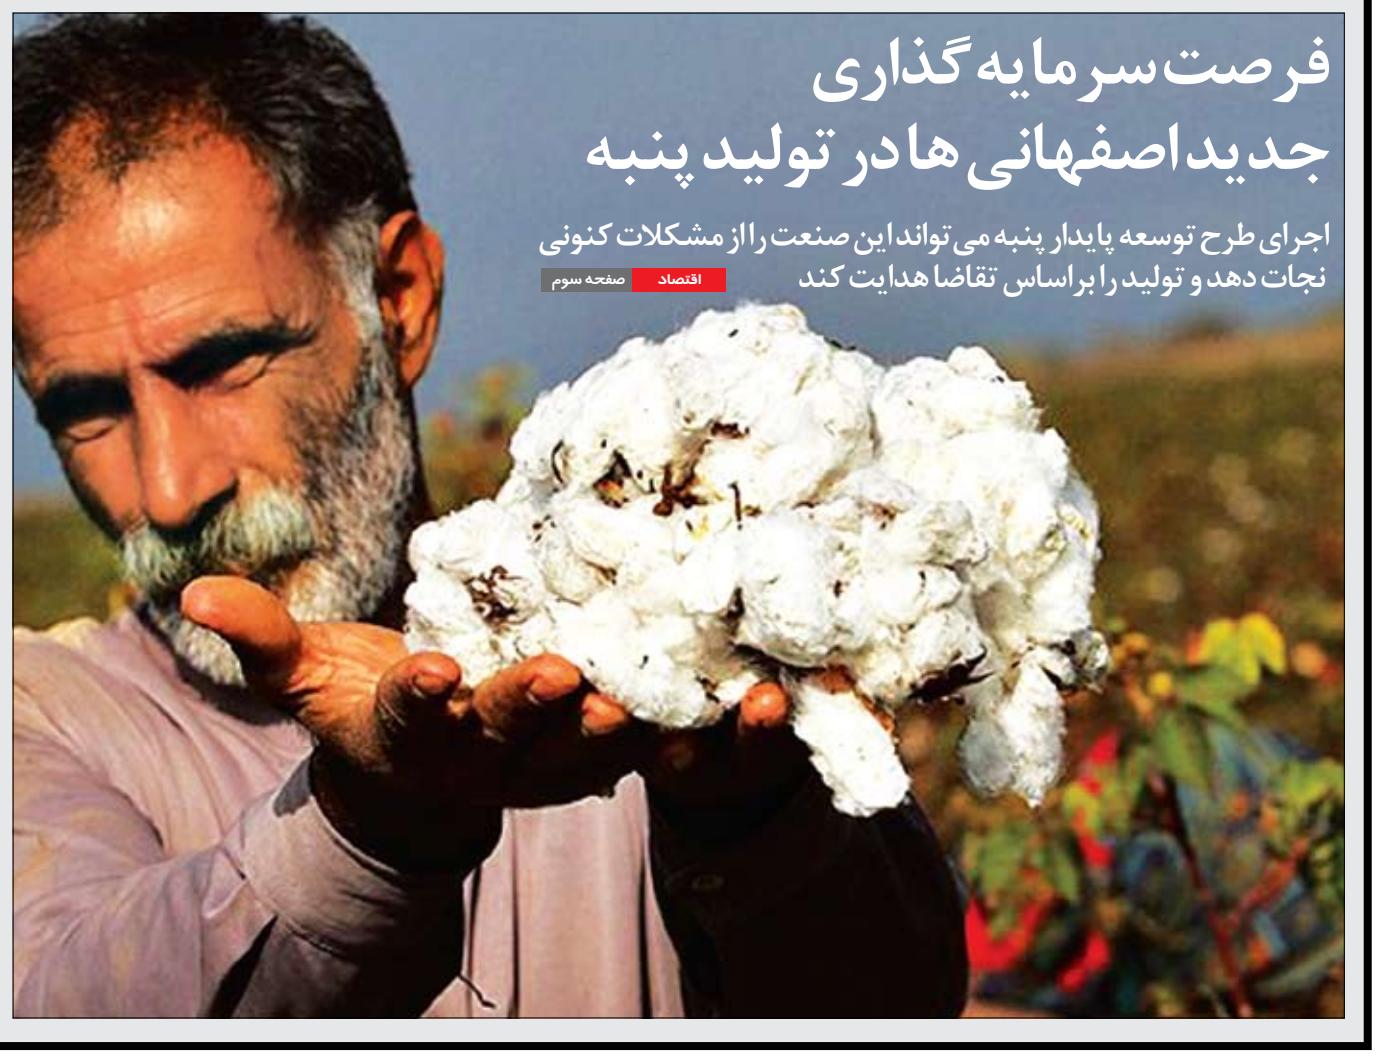 فرصت سرمایه گذاری
جدید اصفهانی ها در تولید پنبه
اجرای طرح توسعه پایدار پنبه می‌تواند این صنعت را از مشکلات کنونی
نجات دهد و تولید را براساس تقاضا هدایت کند
اقتصاد صفحه سوم